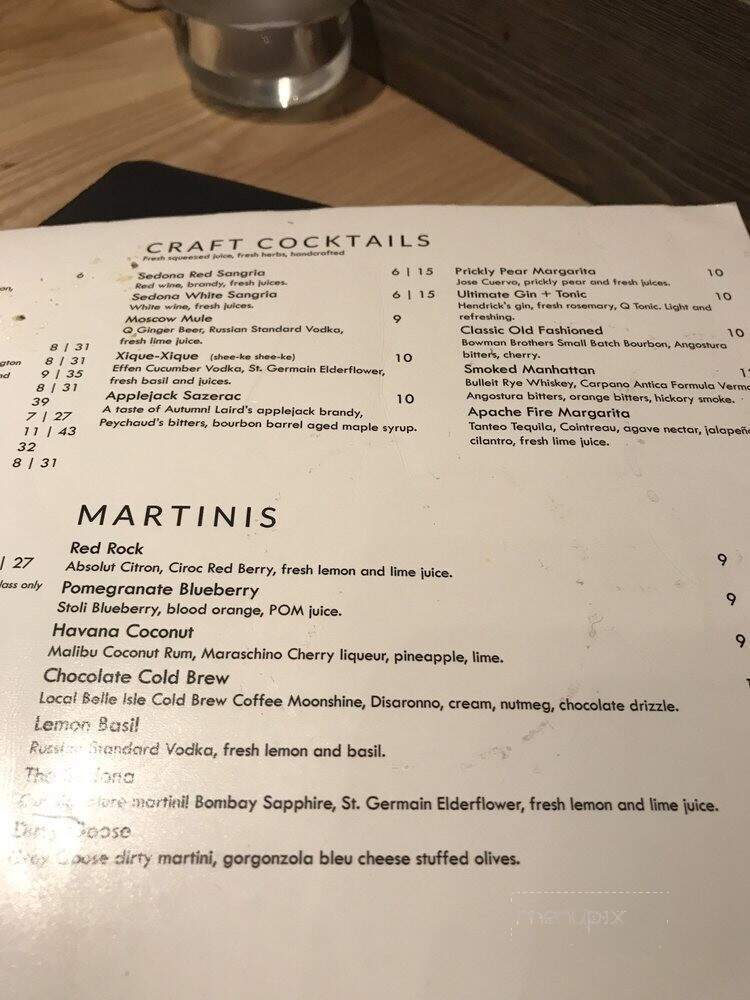 CRAFT COCKTAILS
Fresh squeezed juice, fresh herbs, handcrafted
6
8 | 31
8 | 31
9 | 35
8 | 31
39
7 | 27
11 | 43
32
8 | 31
| 27
Sedona Red Sangria 6 | 15
Red wine, brandy, fresh juices.
Sedona White Sangria 6 | 15
White wine, fresh juices.
Moscow Mule 9
Q Ginger Beer, Russian Standard Vodka,
fresh lime juice.
Xique-Xique (shee-ke shee-ke) 10
Effen Cucumber Vodka, St. Germain Elderflower,
fresh basil and juices.
Applejack Sazerac 10
A taste of Autumn! Laird's applejack brandy,
Peychaud's bitters, bourbon barrel aged maple syrup.
Prickly Pear Margarita 10
Jose Cuervo, prickly pear and fresh juices.
Ultimate Gin + Tonic 10
Hendrick's gin, fresh rosemary, Q Tonic. Light and
refreshing.
Classic Old Fashioned 10
Bowman Brothers Small Batch Bourbon, Angostura
bitters, cherry.
Smoked Manhattan
Bulleit Rye Whiskey, Carpano Antica Formula
Angostura bitters, orange bitters, hickory smoke.
Apache Fire Margarita
Tanteo Tequila, Cointreau, agave nectar,
cilantro, fresh lime juice.
MARTINIS
Red Rock 9
Absolut Citron, Ciroc Red Berry, fresh lemon and lime juice.
Pomegranate Blueberry 9
Stoli Blueberry, blood orange, POM juice.
Havana Coconut 9
Malibu Coconut Rum, Maraschino Cherry liqueur, pineapple, lime.
Chocolate Cold Brew
Local Belle Isle Cold Brew Coffee Moonshine, Disaronno, cream, nutmeg, chocolate drizzle.
Lemon Basil
Russian Standard Vodka, fresh lemon and basil.
The
martini! Bombay Sapphire, St. Germain Elderflower, fresh lemon and lime juice.
Goose
Goose dirty martini, gorgonzola bleu cheese stuffed olives.
menupix